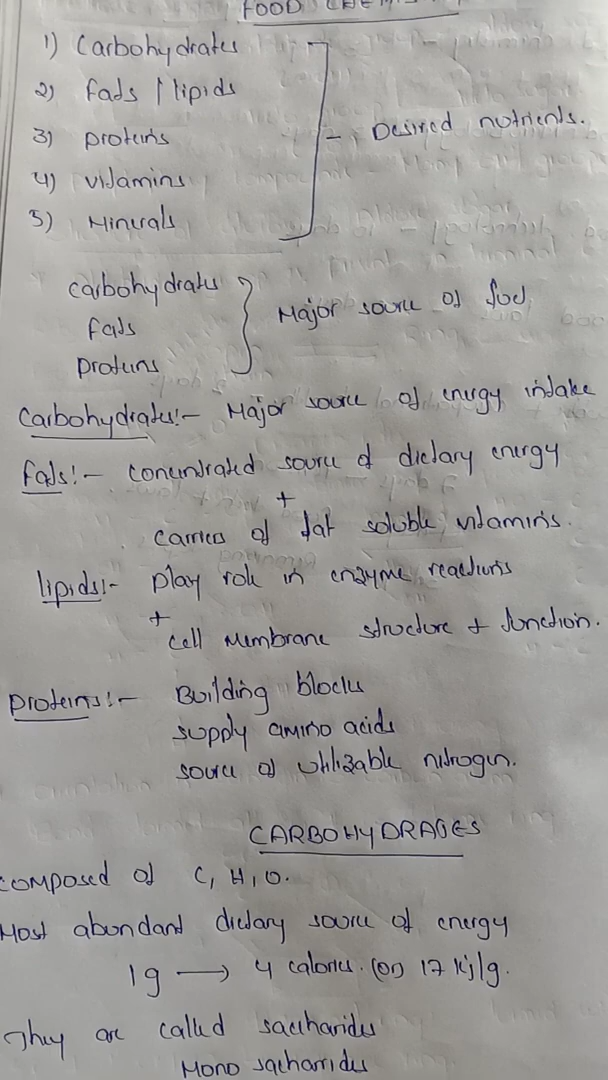 FOOD CHEMIS
1) Carbohydrates
2) Fats / lipids
3) proteins
4) vitamins
5) Minerals
- Desired nutrients.
carbohydrates
fats
proteins
Major source of fuel
Carbohydrates:- Major source of energy intake
Fats:- concentrated source of dietary energy
+
carries of fat soluble vitamins.
lipids:- play role in enzyme reactions
+
cell Membrane structure + function.
proteins:- Building blocks
supply amino acids
source of utilizable nitrogen.
CARBOHYDRATES
composed of C, H, O.
Most abundant dietary source of energy
1g → 4 calories (or) 17 kj/g.
They are called saccharides
Mono sacharrides